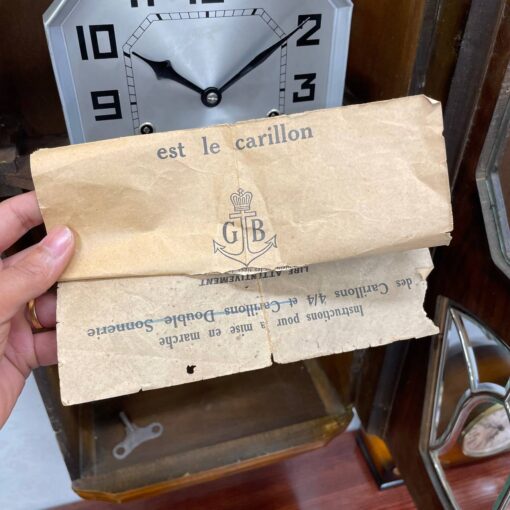 10
2
9
3
est le carillon
G B
Instructions pour la mise en marche
des Carillons 4/4 et Carillons Double Sonnerie
LIRE ATTENTIVEMENT